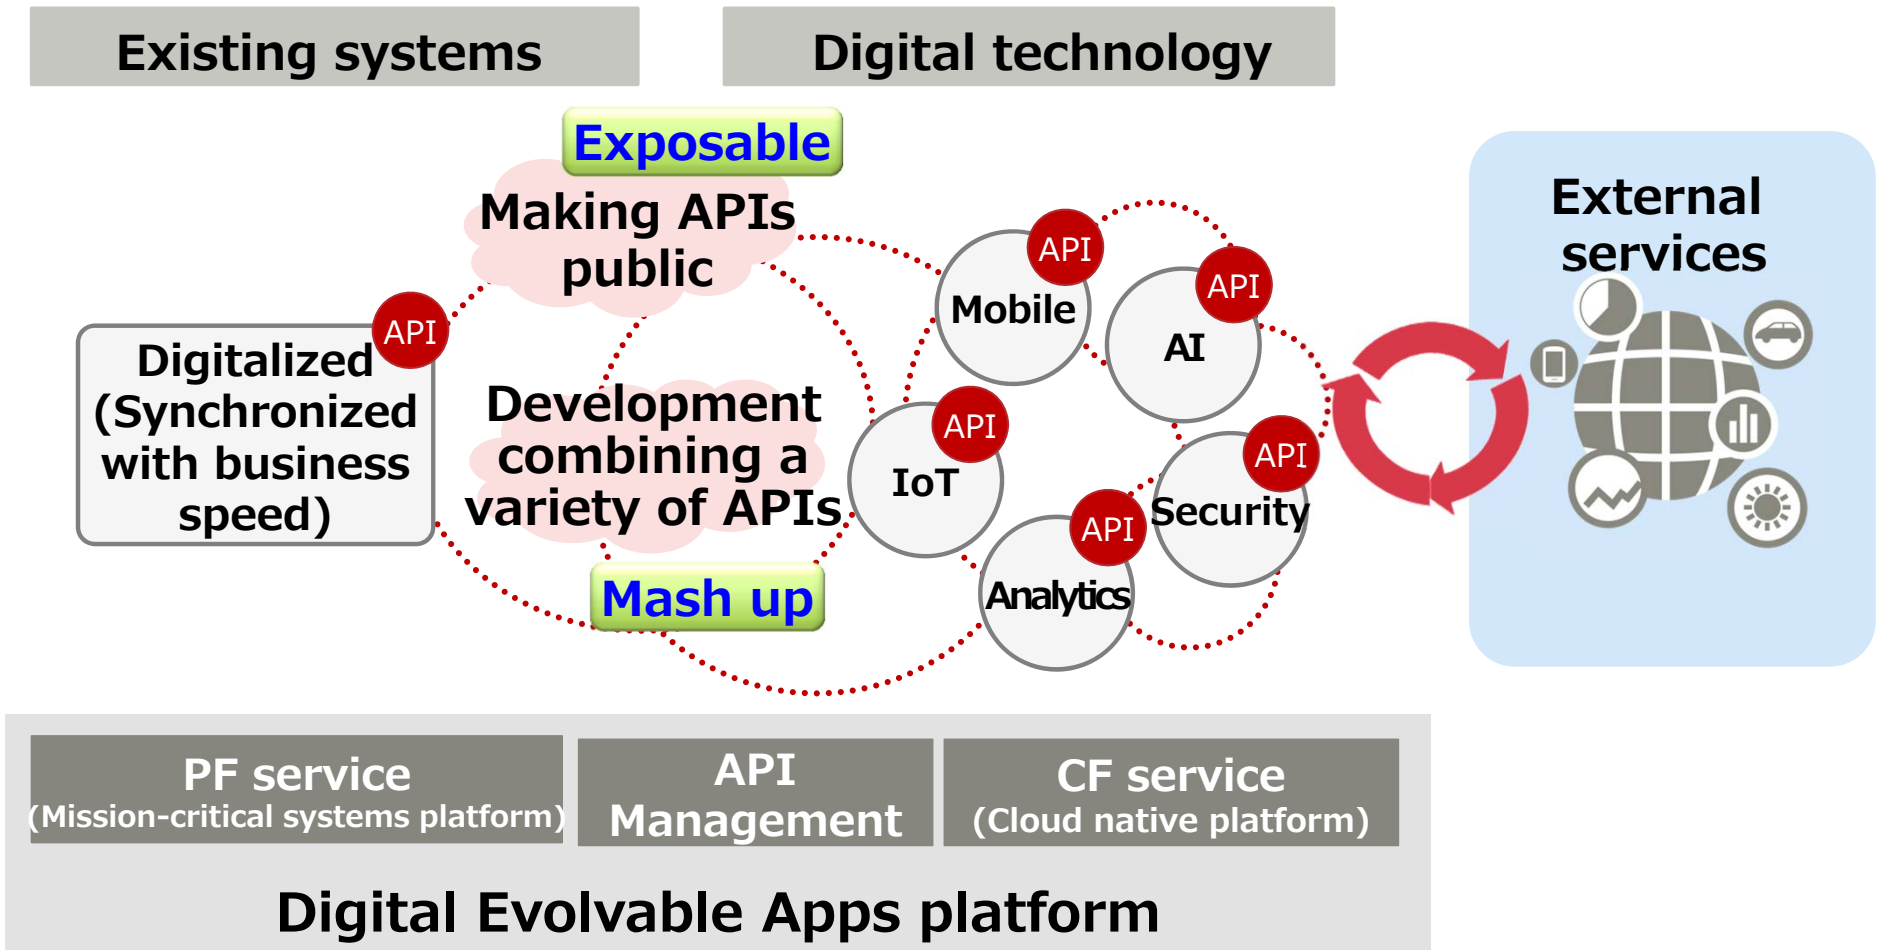 Existing systems
Digital technology
Exposable
Making APIs
public
API
Digitalized
(Synchronized
with business
speed)
Development
combining a
variety of APIs
Mash up
API
Mobile
API
AI
API
IoT
API
Security
API
Analytics
External
services
PF service
(Mission-critical systems platform)
API
Management
CF service
(Cloud native platform)
Digital Evolvable Apps platform